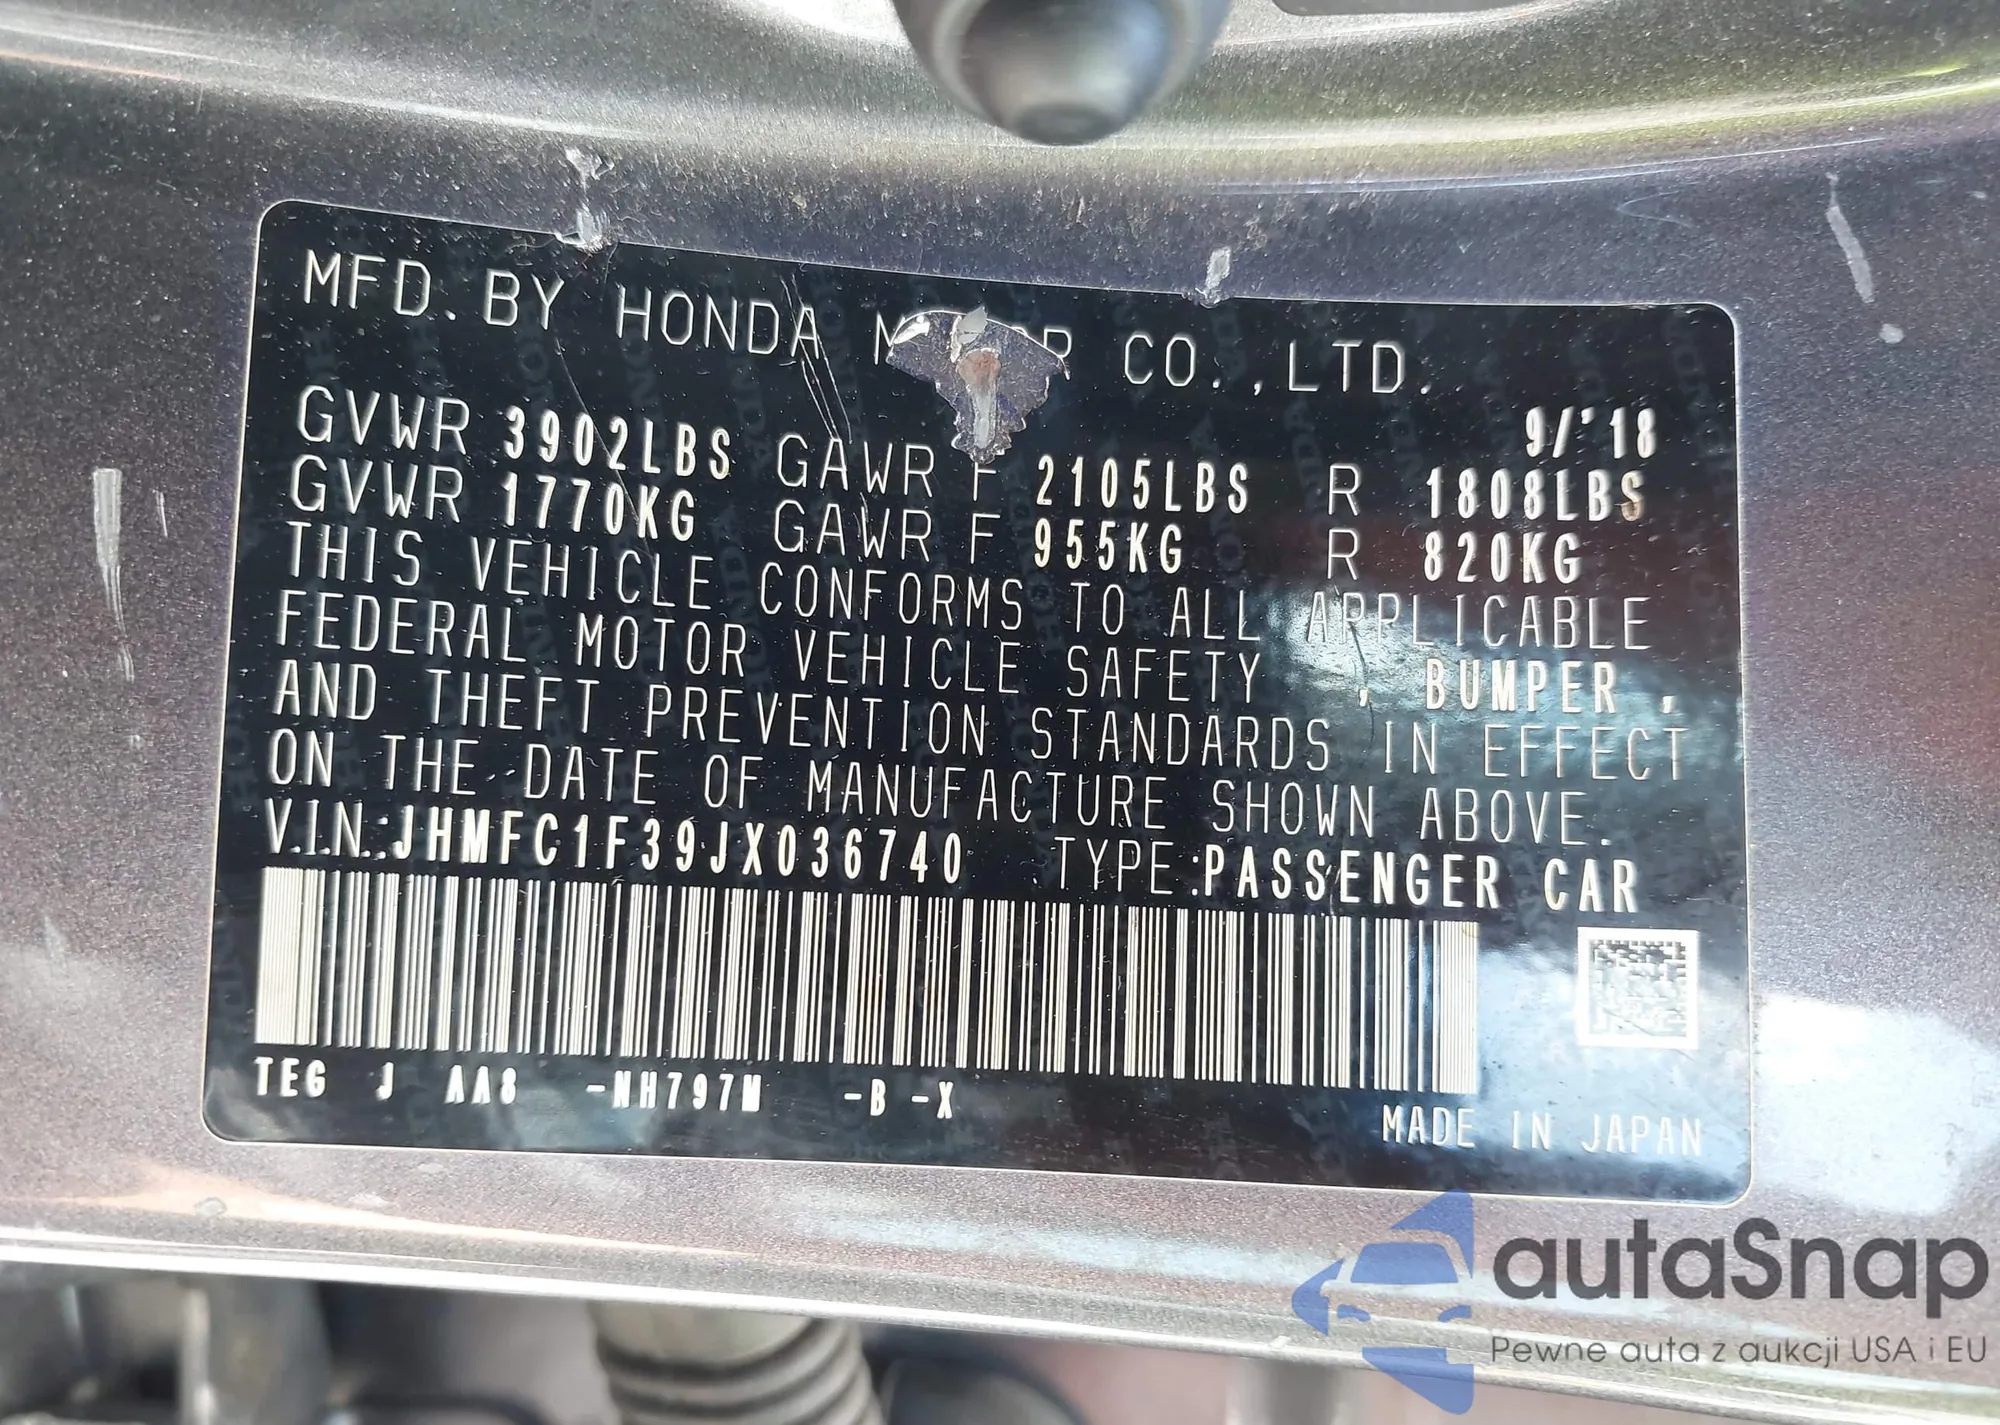 MFD. BY HONDA MOTOR CO., LTD.
9/'18
GVWR 3902LBS GAWR F 2105LBS R 1808LBS
GVWR 1770KG GAWR F 955KG R 820KG
THIS VEHICLE CONFORMS TO ALL APPLICABLE
FEDERAL MOTOR VEHICLE SAFETY , BUMPER ,
AND THEFT PREVENTION STANDARDS IN EFFECT
ON THE DATE OF MANUFACTURE SHOWN ABOVE.
V.I.N.:JHMFC1F39JX036740 TYPE:PASSENGER CAR
TEG J AA8 -NH797M -B -X
MADE IN JAPAN
autaSnap
Pewne auta z aukcji USA i EU